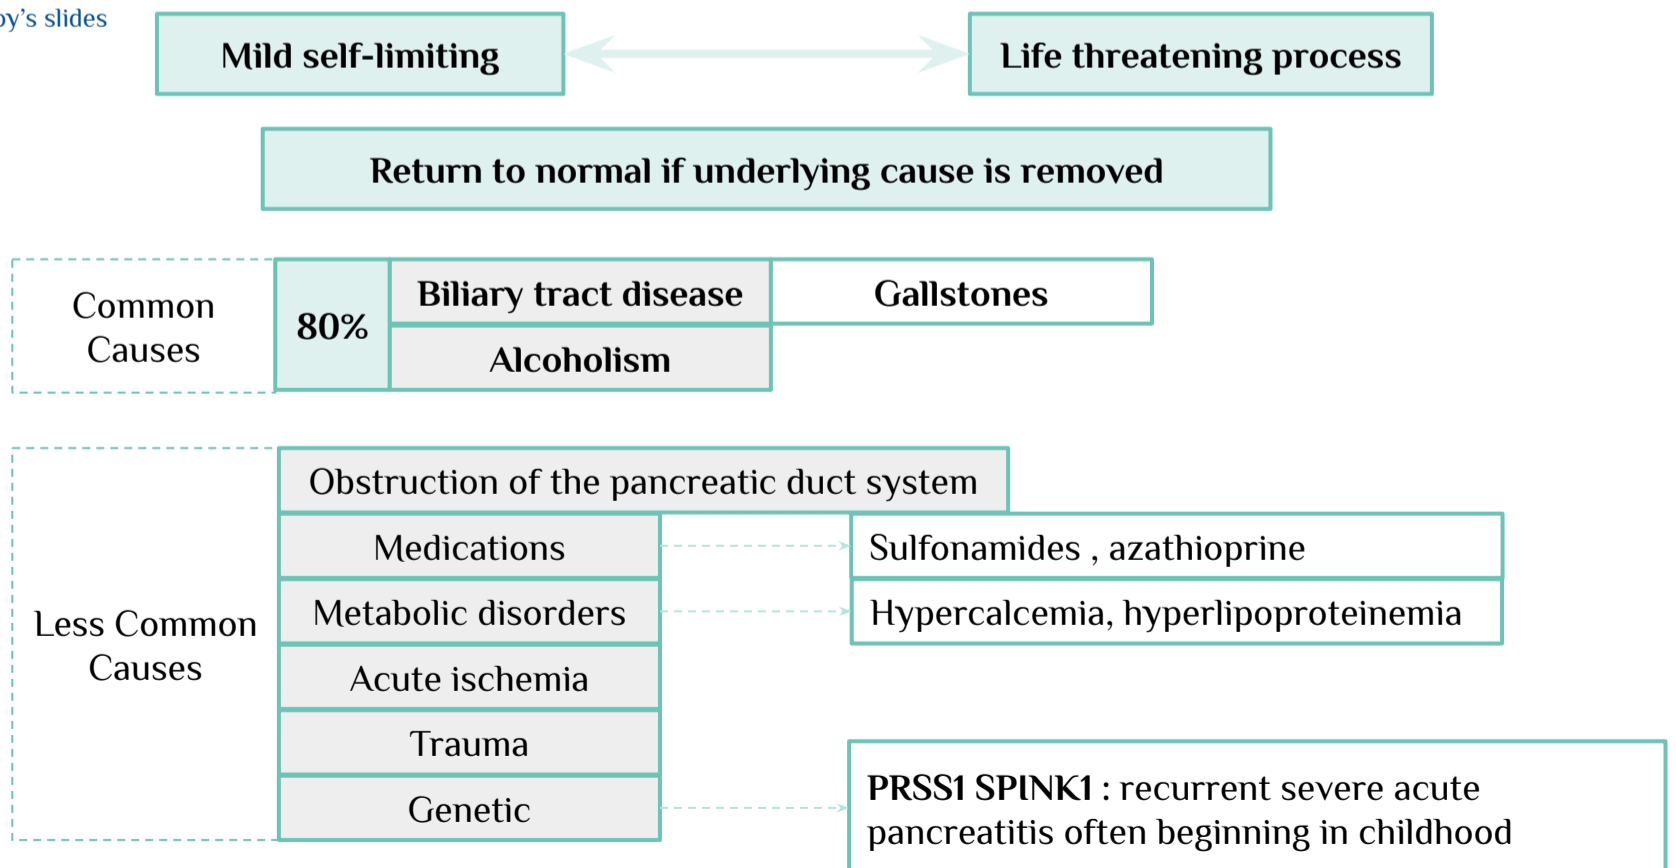 slides
Mild self-limiting
Life threatening process
Return to normal if underlying cause is removed
Common
Causes
80%
Biliary tract disease
Gallstones
Alcoholism
Less Common
Causes
Obstruction of the pancreatic duct system
Medications
Sulfonamides , azathioprine
Metabolic disorders
Hypercalcemia, hyperlipoproteinemia
Acute ischemia
Trauma
Genetic
PRSS1 SPINK1 : recurrent severe acute
pancreatitis often beginning in childhood